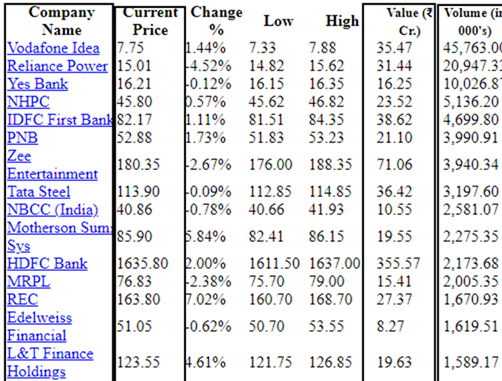 Company Name Current Price Change % Low High Value (₹ Cr.) Volume (in 000's)
Vodafone Idea 7.75 1.44% 7.33 7.88 35.47 45,763.00
Reliance Power 15.01 -4.52% 14.82 15.62 31.44 20,947.33
Yes Bank 16.21 -0.12% 16.15 16.35 16.25 10,026.87
NHPC 45.80 0.57% 45.62 46.82 23.52 5,136.20
IDFC First Bank 82.17 1.11% 81.51 84.35 38.62 4,699.80
PNB 52.88 1.73% 51.83 53.23 21.10 3,990.91
Zee Entertainment 180.35 -2.67% 176.00 188.35 71.06 3,940.34
Tata Steel 113.90 -0.09% 112.85 114.85 36.42 3,197.60
NBCC (India) 40.86 -0.78% 40.66 41.93 10.55 2,581.07
Motherson Sum Sys 85.90 5.84% 82.41 86.15 19.55 2,275.35
HDFC Bank 1635.80 2.00% 1611.50 1637.00 355.57 2,173.68
MRPL 76.83 -2.38% 75.70 79.00 15.41 2,005.35
REC 163.80 7.02% 160.70 168.70 27.37 1,670.93
Edelweiss Financial 51.05 -0.62% 50.70 53.55 8.27 1,619.51
L&T Finance Holdings 123.55 4.61% 121.75 126.85 19.63 1,589.17